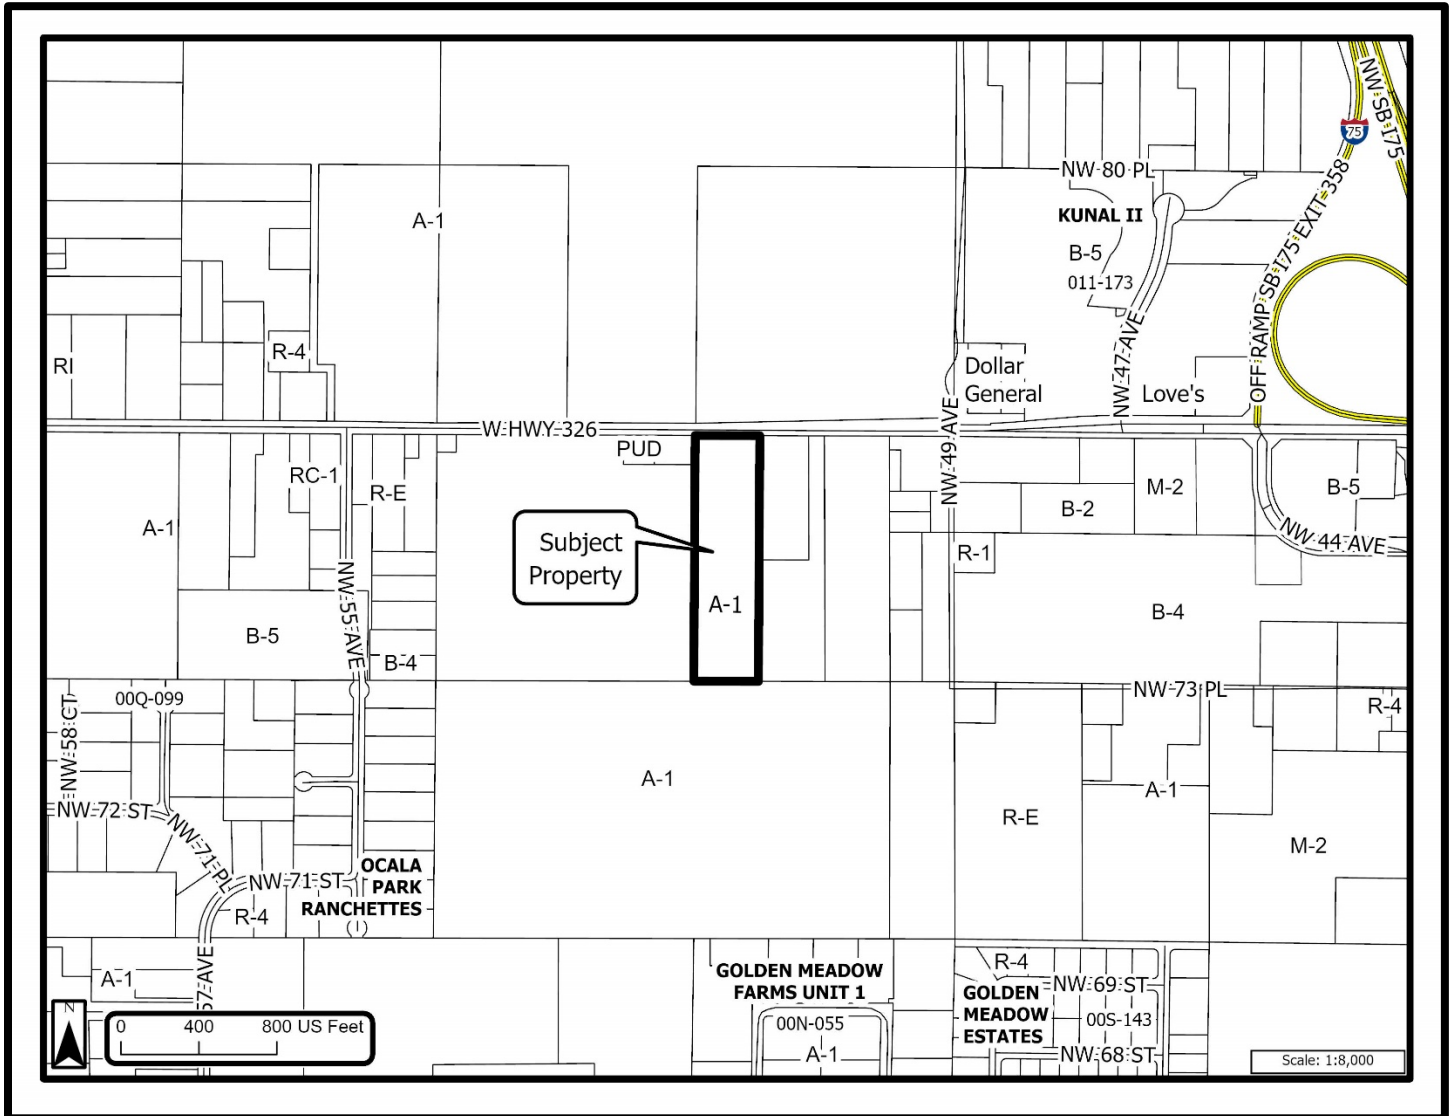 NW SB I75
75
NW 80 PL
OFF RAMP SB I75 EXIT 358
KUNAL II
A-1
B-5
011-173
NW 47 AVE
R-4
RI
Dollar
General
Love's
NW 49 AVE
W HWY 326
PUD
RC-1
R-E
M-2
B-5
B-2
A-1
NW 44 AVE
Subject
Property
R-1
NW 55 AVE
A-1
B-4
B-5
B-4
NW 73 PL
00Q-099
R-4
NW 58 CT
A-1
A-1
NW 72 ST
R-E
NW 71 PL
M-2
OCALA
PARK
RANCHETTES
NW 71 ST
R-4
57 AVE
A-1
GOLDEN MEADOW
FARMS UNIT 1
R-4
NW 69 ST
GOLDEN
MEADOW
ESTATES
N
0 400 800 US Feet
00N-055
00S-143
A-1
NW 68 ST
Scale: 1:8,000